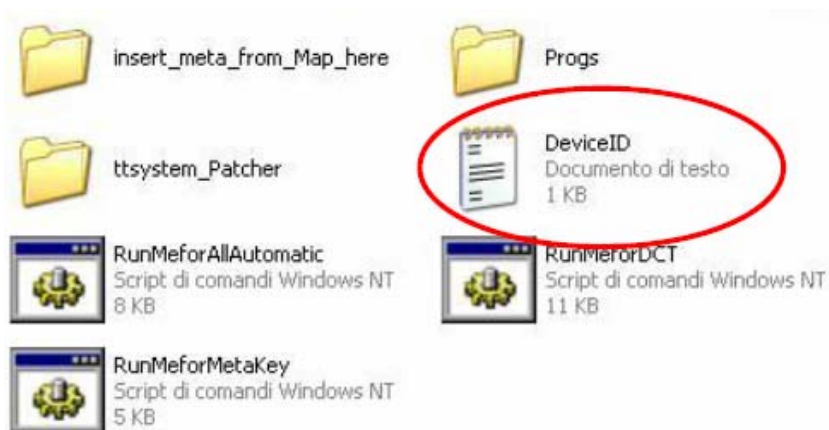 insert_meta_from_Map_here
Progs
ttsystem_Patcher
DeviceID
Documento di testo
1 KB
RunMeforAllAutomatic
Script di comandi Windows NT
8 KB
RunMeforDCT
Script di comandi Windows NT
11 KB
RunMeforMetaKey
Script di comandi Windows NT
5 KB